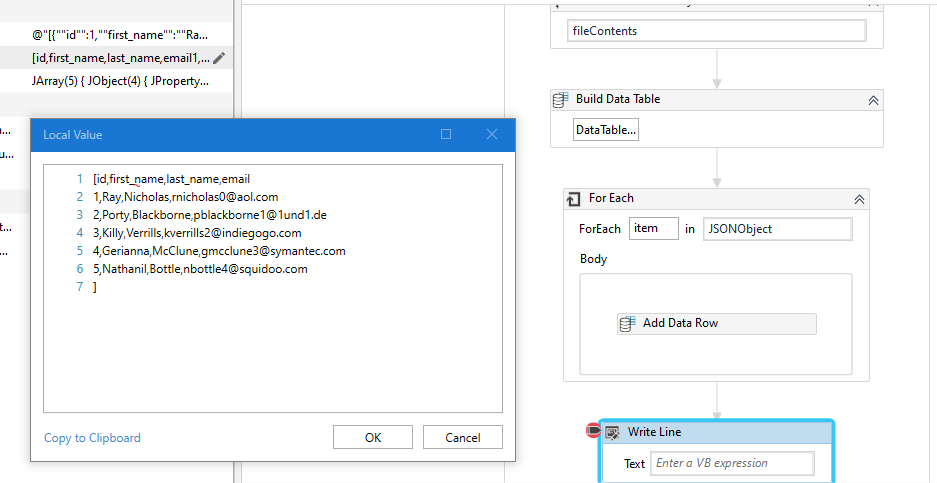 @"[{""id"":1,""first_name"":""Ra...
[id,first_name,last_name,email1,...
JArray(5) { JObject(4) { JProperty...
a...
u...
t...
...
Local Value
1 [id,first_name,last_name,email
2 1,Ray,Nicholas,rnicholas0@aol.com
3 2,Porty,Blackborne,pblackborne1@1und1.de
4 3,Killy,Verrills,kverrills2@indiegogo.com
5 4,Gerianna,McClune,gmcclune3@symantec.com
6 5,Nathanil,Bottle,nbottle4@squidoo.com
7 ]
Copy to Clipboard
OK
Cancel
fileContents
Build Data Table
DataTable...
For Each
ForEach item in JSONObject
Body
Add Data Row
Write Line
Text Enter a VB expression